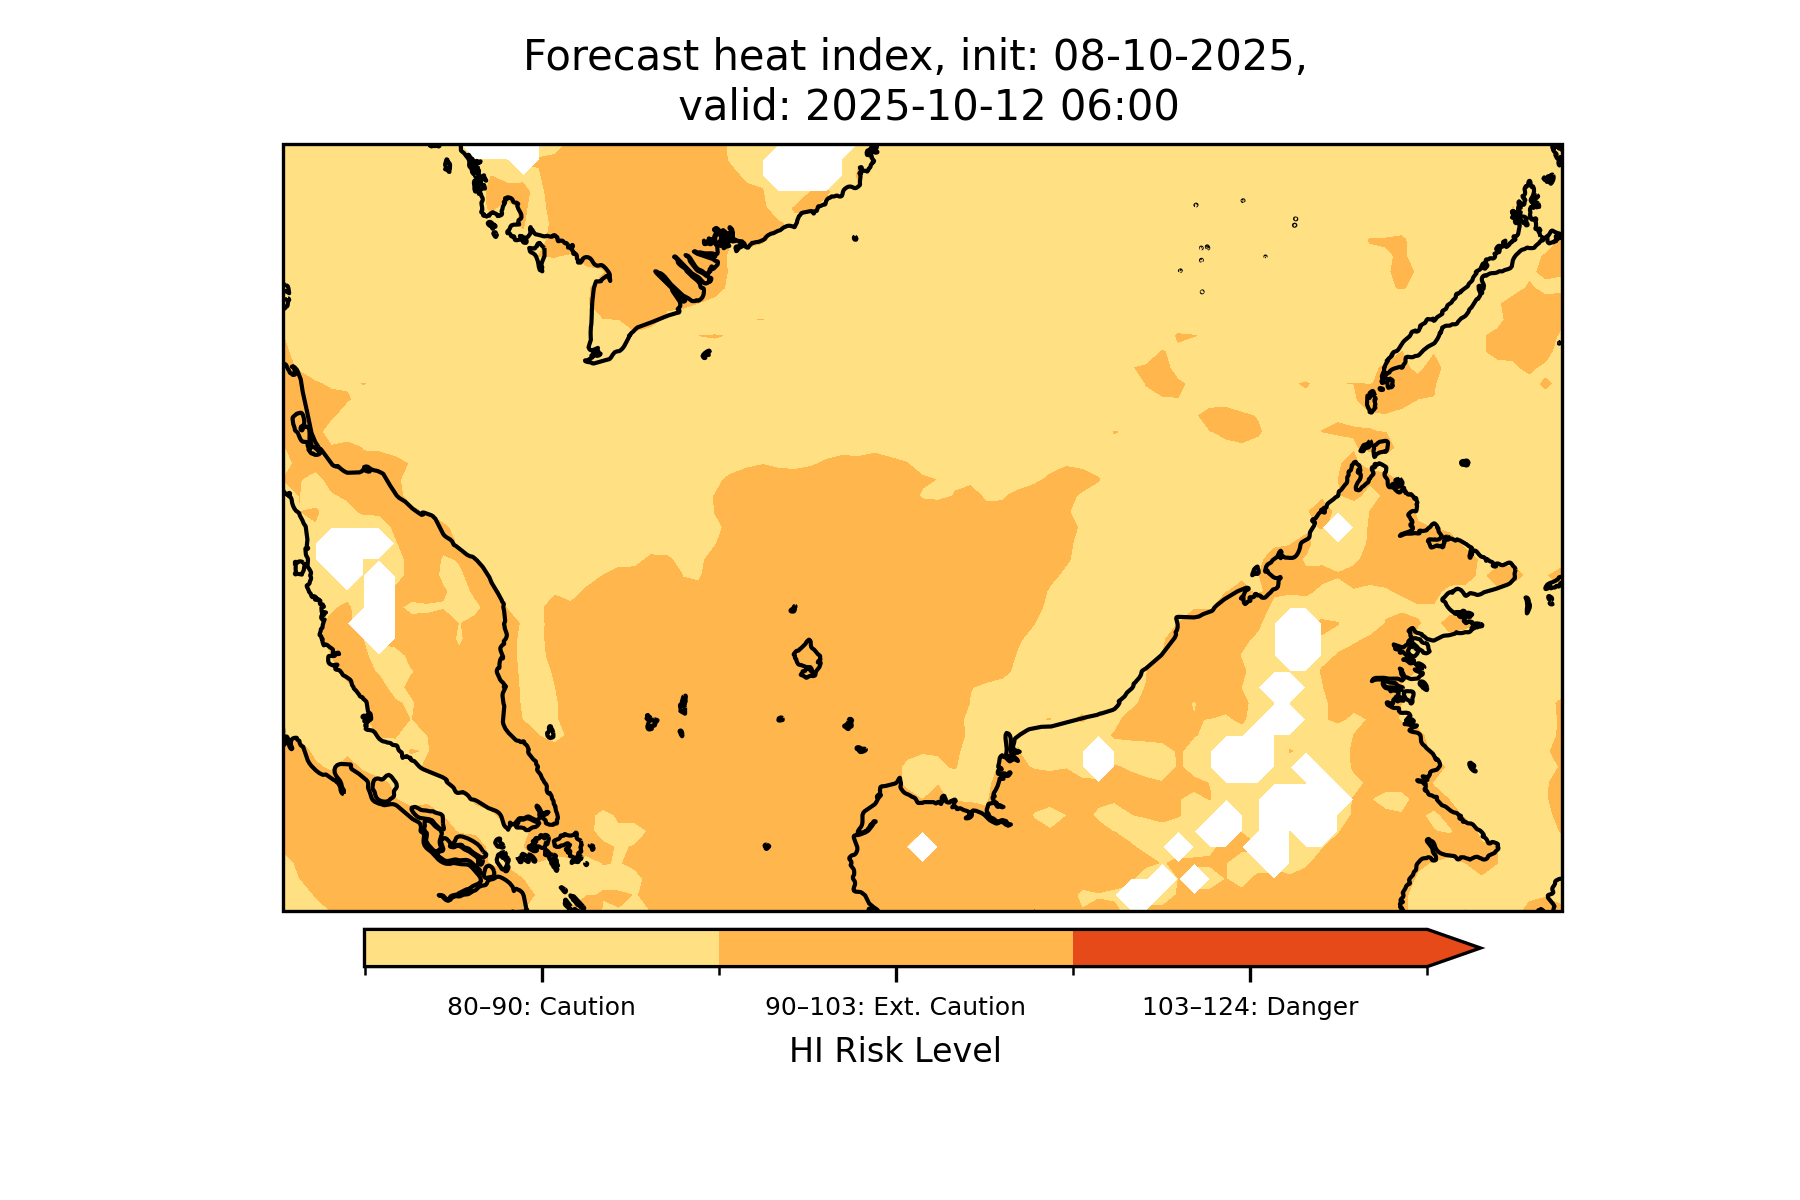 Forecast heat index, init: 08-10-2025,
valid: 2025-10-12 06:00
80–90: Caution
90–103: Ext. Caution
103–124: Danger
HI Risk Level